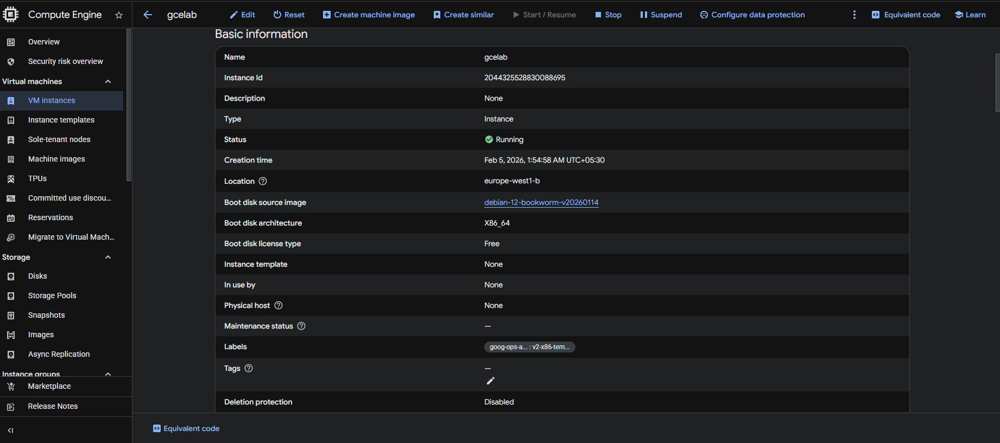 Compute Engine
gcelab
Edit
Reset
Create machine image
Create similar
Start / Resume
Stop
Suspend
Configure data protection
Equivalent code
Learn
Overview
Security risk overview
Virtual machines
VM instances
Instance templates
Sole-tenant nodes
Machine images
TPUs
Committed use discou...
Reservations
Migrate to Virtual Mach...
Storage
Disks
Storage Pools
Snapshots
Images
Async Replication
Instance groups
Marketplace
Release Notes
Basic information
Name gcelab
Instance Id 2044325528830088695
Description None
Type Instance
Status Running
Creation time Feb 5, 2026, 1:54:58 AM UTC+05:30
Location europe-west1-b
Boot disk source image debian-12-bookworm-v20260114
Boot disk architecture X86_64
Boot disk license type Free
Instance template None
In use by None
Physical host None
Maintenance status —
Labels goog-ops-a... : v2-x86-tem...
Tags —
Deletion protection Disabled
Equivalent code